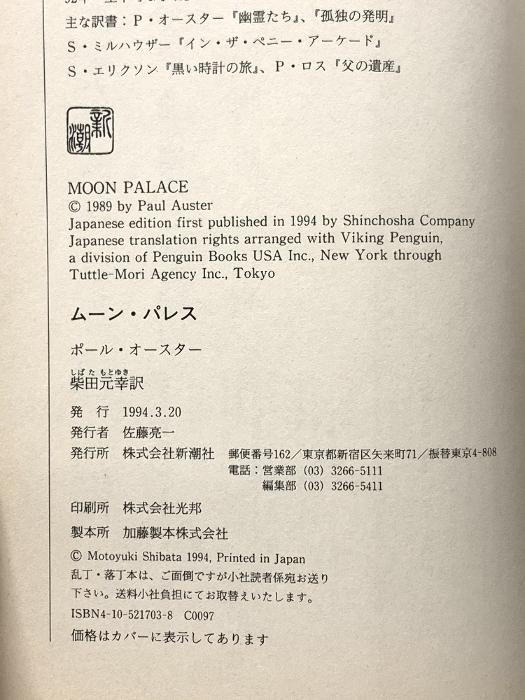 主な訳書：P・オースター『幽霊たち』、『孤独の発明』
S・ミルハウザー『イン・ザ・ペニー・アーケード』
S・エリクソン『黒い時計の旅』、P・ロス『父の遺産』
新潮
MOON PALACE
© 1989 by Paul Auster
Japanese edition first published in 1994 by Shinchosha Company
Japanese translation rights arranged with Viking Penguin,
a division of Penguin Books USA Inc., New York through
Tuttle-Mori Agency Inc., Tokyo
ムーン・パレス
ポール・オースター
しばた もとゆき
柴田元幸訳
発 行 1994.3.20
発行者 佐藤亮一
発行所 株式会社新潮社 郵便番号162／東京都新宿区矢来町71／振替東京4-808
電話：営業部（03）3266-5111
編集部（03）3266-5411
印刷所 株式会社光邦
製本所 加藤製本株式会社
© Motoyuki Shibata 1994, Printed in Japan
乱丁・落丁本は、ご面倒ですが小社読者係宛お送り
下さい。送料小社負担にてお取替えいたします。
ISBN4-10-521703-8 C0097
価格はカバーに表示してあります